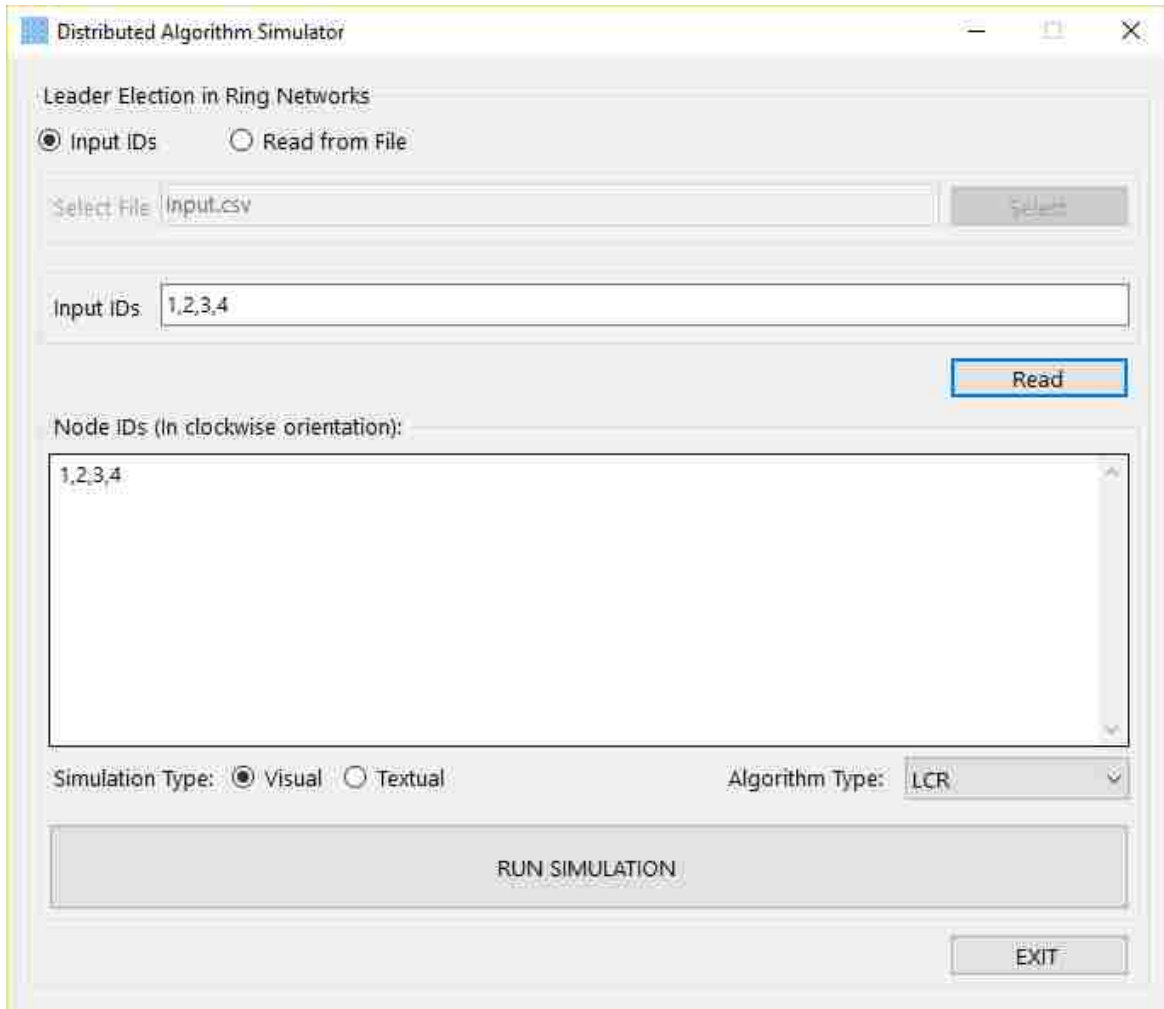 Distributed Algorithm Simulator
Leader Election in Ring Networks
Input IDs Read from File
Select File input.csv Select
Input IDs 1,2,3,4
Read
Node IDs (In clockwise orientation):
1,2,3,4
Simulation Type: Visual Textual Algorithm Type: LCR
RUN SIMULATION
EXIT